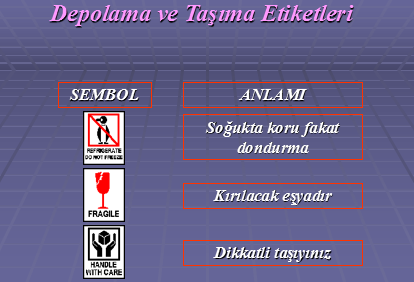 Depolama ve Taşıma Etiketleri
SEMBOL
ANLAMI
REFRIGERATE
DO NOT FREEZE
Soğukta koru fakat
dondurma
FRAGILE
Kırılacak eşyadır
HANDLE
WITH CARE
Dikkatli taşıyınız